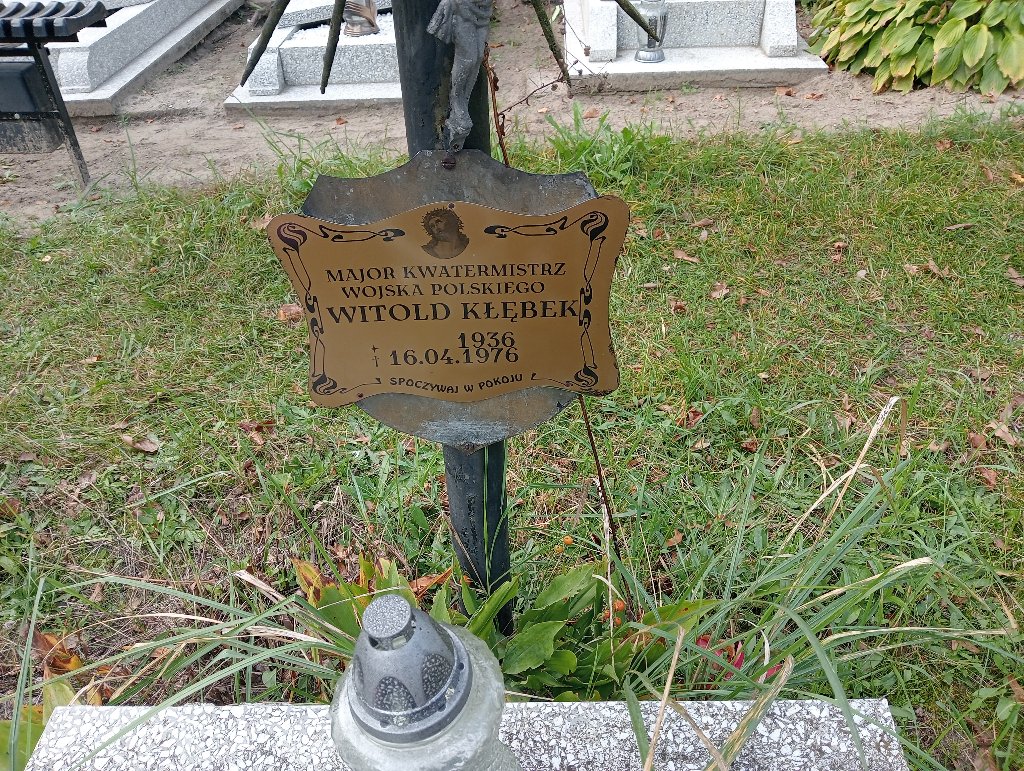 MAJOR KWATERMISTRZ
WOJSKA POLSKIEGO
WITOLD KŁĘBEK
1936
† 16.04.1976
SPOCZYWAJ W POKOJU